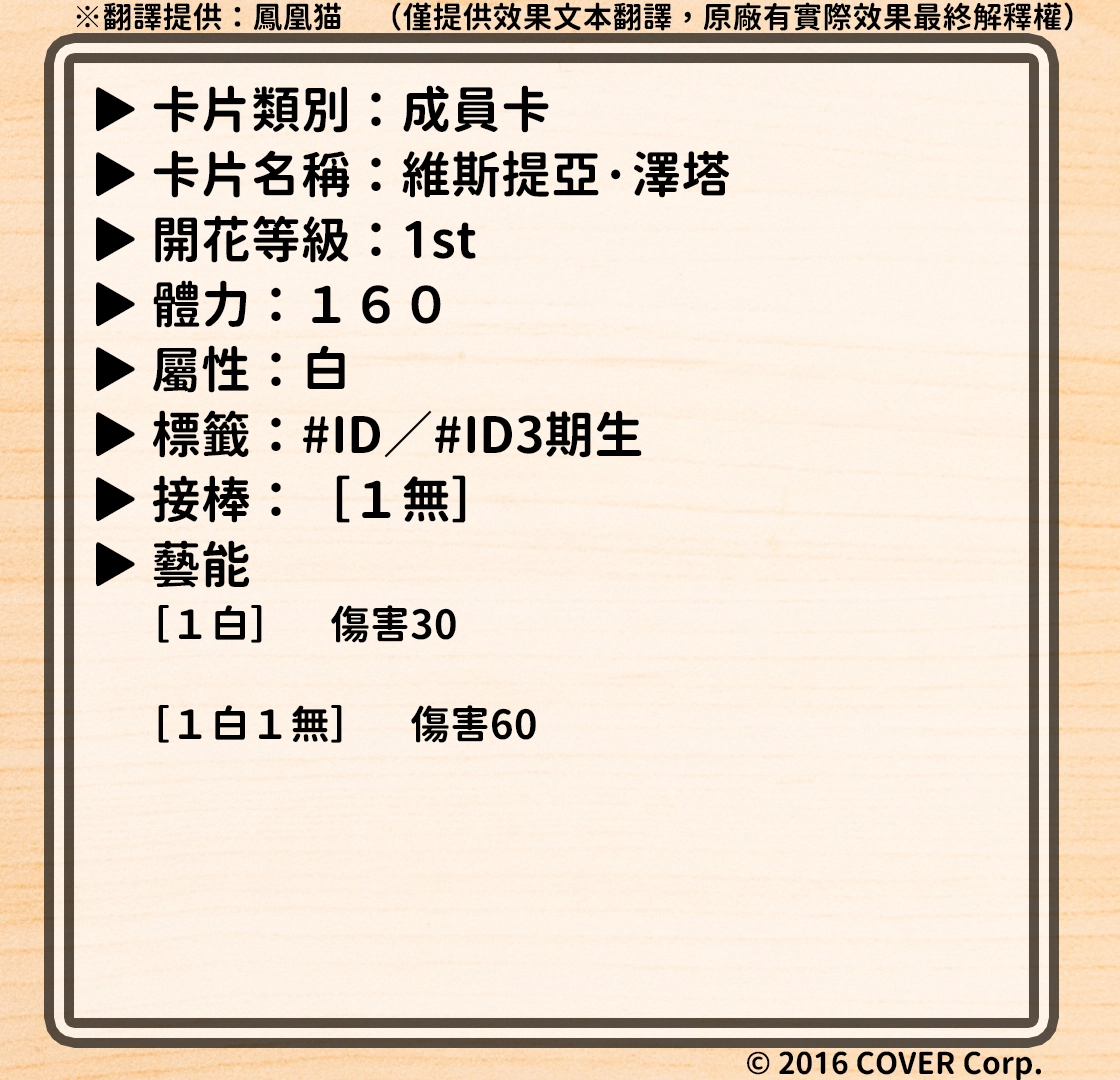 ※翻譯提供：鳳凰猫　（僅提供效果文本翻譯，原廠有實際效果最終解釋權）
▶ 卡片類別：成員卡
▶ 卡片名稱：維斯提亞·澤塔
▶ 開花等級：1st
▶ 體力：１６０
▶ 屬性：白
▶ 標籤：#ID／#ID3期生
▶ 接棒：［１無］
▶ 藝能
［１白］　傷害30
［１白１無］　傷害60
© 2016 COVER Corp.